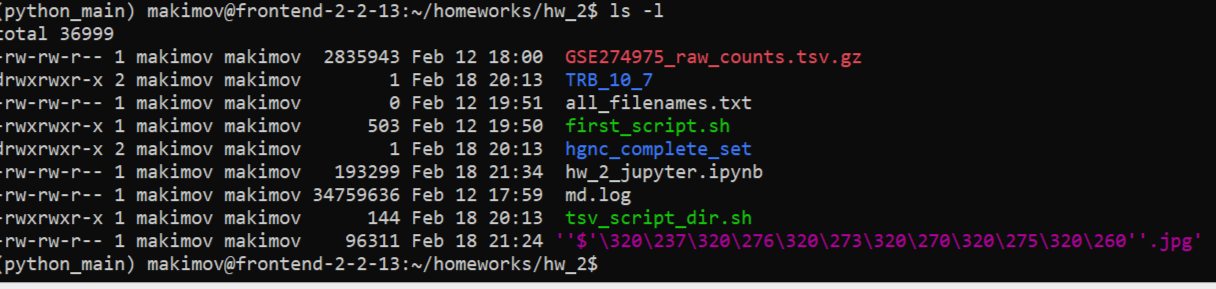 (python_main) makimov@frontend-2-2-13:~/homeworks/hw_2$ ls -l
total 36999
-rw-rw-r-- 1 makimov makimov  2835943 Feb 12 18:00  GSE274975_raw_counts.tsv.gz
drwxrwxr-x 2 makimov makimov        1 Feb 18 20:13  TRB_10_7
-rw-rw-r-- 1 makimov makimov        0 Feb 12 19:51  all_filenames.txt
-rwxrwxr-x 1 makimov makimov      503 Feb 12 19:50  first_script.sh
drwxrwxr-x 2 makimov makimov        1 Feb 18 20:13  hgnc_complete_set
-rw-rw-r-- 1 makimov makimov   193299 Feb 18 21:34  hw_2_jupyter.ipynb
-rw-rw-r-- 1 makimov makimov 34759636 Feb 12 17:59  md.log
-rwxrwxr-x 1 makimov makimov      144 Feb 18 20:13  tsv_script_dir.sh
-rw-rw-r-- 1 makimov makimov    96311 Feb 18 21:24 ''$'\320\237\320\276\320\273\320\270\320\275\320\260''.jpg'
(python_main) makimov@frontend-2-2-13:~/homeworks/hw_2$